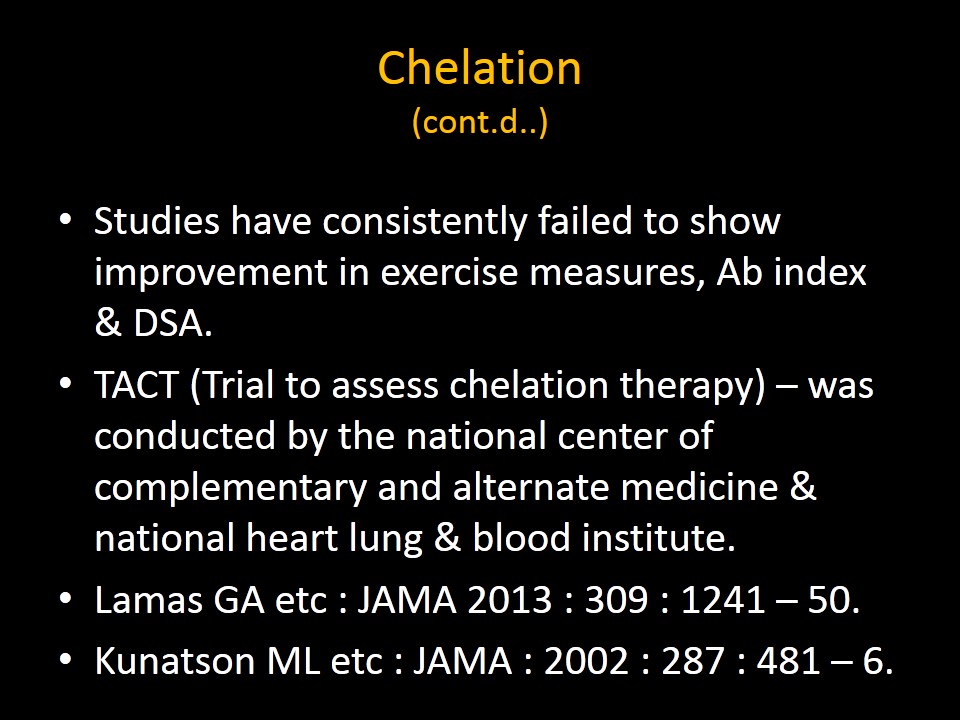 Chelation
(cont.d..)
• Studies have consistently failed to show
improvement in exercise measures, Ab index
& DSA.
• TACT (Trial to assess chelation therapy) – was
conducted by the national center of
complementary and alternate medicine &
national heart lung & blood institute.
• Lamas GA etc : JAMA 2013 : 309 : 1241 – 50.
• Kunatson ML etc : JAMA : 2002 : 287 : 481 – 6.